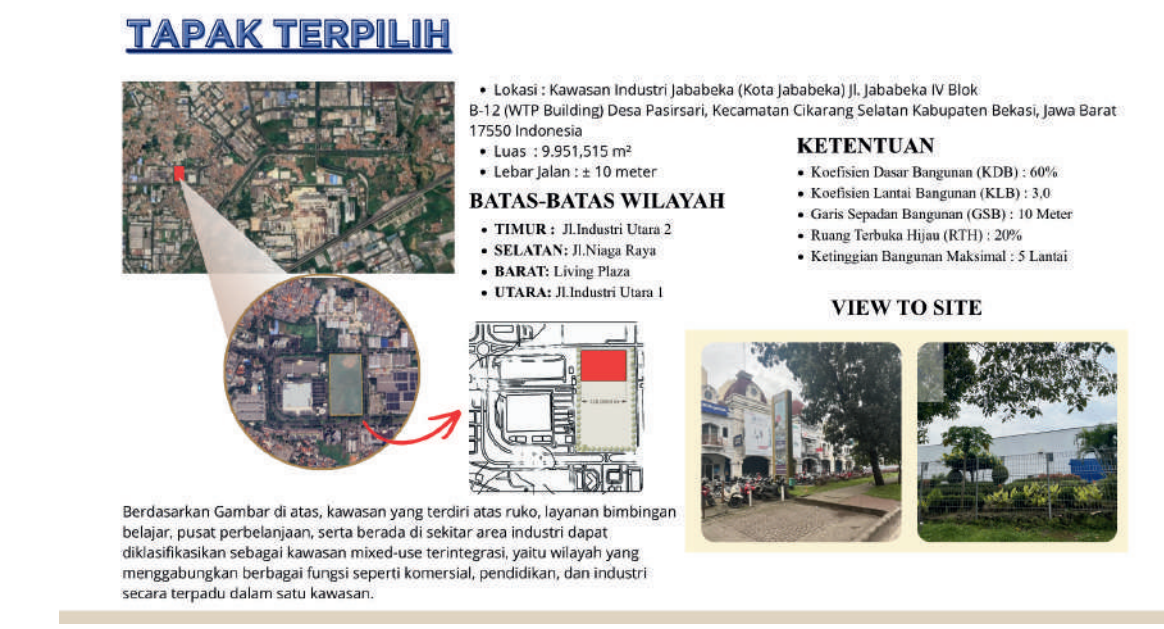 TAPAK TERPILIH
• Lokasi : Kawasan Industri Jababeka (Kota Jababeka) Jl. Jababeka IV Blok
B-12 (WTP Building) Desa Pasirsari, Kecamatan Cikarang Selatan Kabupaten Bekasi, Jawa Barat
17550 Indonesia
• Luas : 9.951,515 m²
• Lebar Jalan : ± 10 meter
BATAS-BATAS WILAYAH
• TIMUR : Jl.Industri Utara 2
• SELATAN: Jl.Niaga Raya
• BARAT: Living Plaza
• UTARA: Jl.Industri Utara 1
KETENTUAN
• Koefisien Dasar Bangunan (KDB) : 60%
• Koefisien Lantai Bangunan (KLB) : 3,0
• Garis Sepadan Bangunan (GSB) : 10 Meter
• Ruang Terbuka Hijau (RTH) : 20%
• Ketinggian Bangunan Maksimal : 5 Lantai
VIEW TO SITE
Berdasarkan Gambar di atas, kawasan yang terdiri atas ruko, layanan bimbingan
belajar, pusat perbelanjaan, serta berada di sekitar area industri dapat
diklasifikasikan sebagai kawasan mixed-use terintegrasi, yaitu wilayah yang
menggabungkan berbagai fungsi seperti komersial, pendidikan, dan industri
secara terpadu dalam satu kawasan.